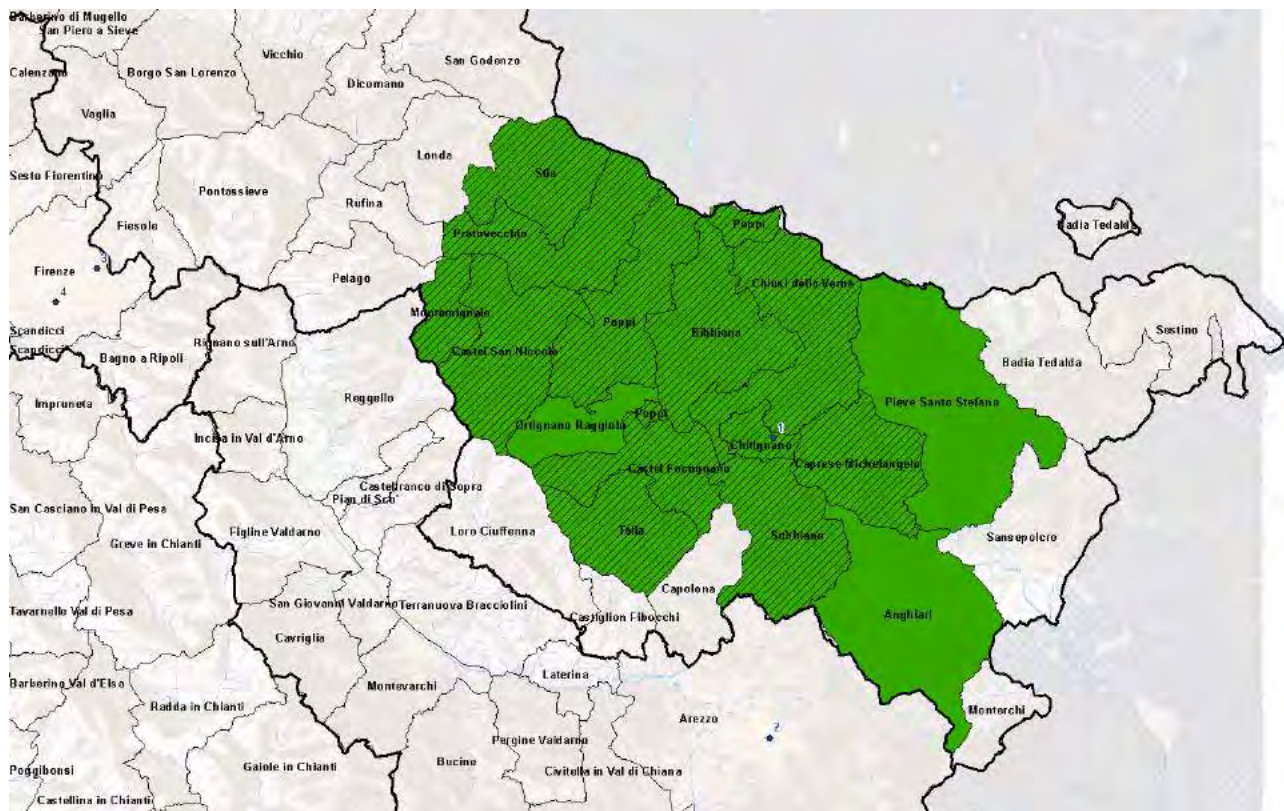 Barberino di Mugello
San Piero a Sieve
Vicchio
San Godenzo
Calenzano
Borgo San Lorenzo
Dicomano
Vaglia
Londa
Sesto Fiorentino
Pontassieve
Stia
Rufina
Fiesole
Pratovecchio
Poppi
Badia Tedalda
3
Firenze
Pelago
Chiusi della Verna
4
Montemignaio
Poppi
Bibbiena
Sestino
Scandicci
Scandicci
Bagno a Ripoli
Rignano sull'Arno
Castel San Niccolò
Badia Tedalda
Impruneta
Reggello
Pieve Santo Stefano
Ortignano Raggiolo
Poppi
1
Incisa in Val d'Arno
Chitignano
Caprese Michelangelo
Castel Focognano
Castelfranco di Sopra
Pian di Sco'
San Casciano in Val di Pesa
Figline Valdarno
Loro Ciuffenna
Talla
Subbiano
Sansepolcro
Greve in Chianti
Capolona
San Giovanni Valdarno
Terranuova Bracciolini
Tavarnelle Val di Pesa
Castiglion Fibocchi
Anghiari
Cavriglia
Laterina
Barberino Val d'Elsa
Montevarchi
Radda in Chianti
Arezzo
Monterchi
2
Pergine Valdarno
Poggibonsi
Gaiole in Chianti
Bucine
Civitella in Val di Chiana
Castellina in Chianti